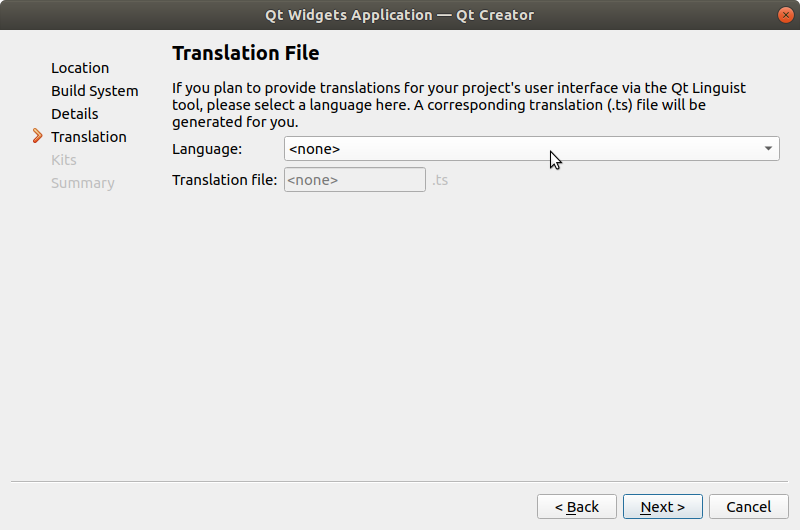 Qt Widgets Application — Qt Creator
Location
Build System
Details
Translation
Kits
Summary
Translation File
If you plan to provide translations for your project's user interface via the Qt Linguist
tool, please select a language here. A corresponding translation (.ts) file will be
generated for you.
Language: <none>
Translation file: <none> .ts
< Back Next > Cancel